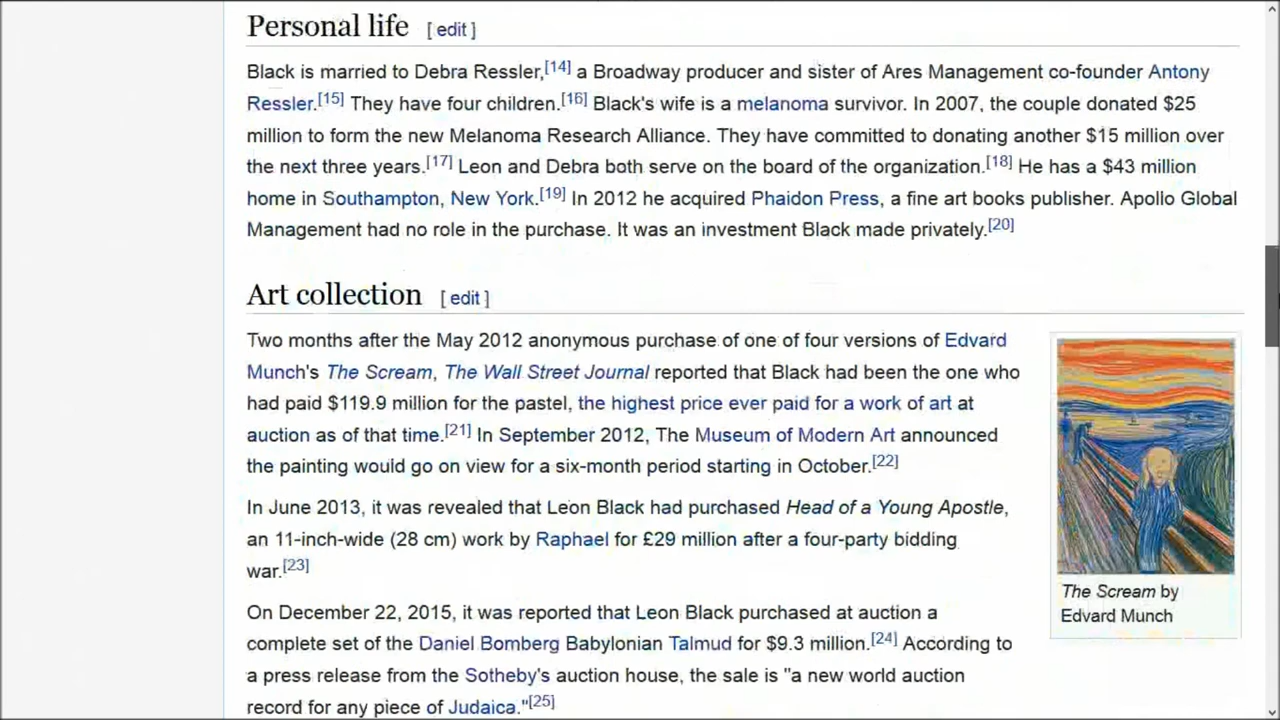 Personal life [ edit ]
Black is married to Debra Ressler,[14] a Broadway producer and sister of Ares Management co-founder Antony
Ressler.[15] They have four children.[16] Black's wife is a melanoma survivor. In 2007, the couple donated $25
million to form the new Melanoma Research Alliance. They have committed to donating another $15 million over
the next three years.[17] Leon and Debra both serve on the board of the organization.[18] He has a $43 million
home in Southampton, New York.[19] In 2012 he acquired Phaidon Press, a fine art books publisher. Apollo Global
Management had no role in the purchase. It was an investment Black made privately.[20]
Art collection [ edit ]
Two months after the May 2012 anonymous purchase of one of four versions of Edvard
Munch's The Scream, The Wall Street Journal reported that Black had been the one who
had paid $119.9 million for the pastel, the highest price ever paid for a work of art at
auction as of that time.[21] In September 2012, The Museum of Modern Art announced
the painting would go on view for a six-month period starting in October.[22]
In June 2013, it was revealed that Leon Black had purchased Head of a Young Apostle,
an 11-inch-wide (28 cm) work by Raphael for £29 million after a four-party bidding
war.[23]
On December 22, 2015, it was reported that Leon Black purchased at auction a
complete set of the Daniel Bomberg Babylonian Talmud for $9.3 million.[24] According to
a press release from the Sotheby's auction house, the sale is "a new world auction
record for any piece of Judaica."[25]
The Scream by
Edvard Munch